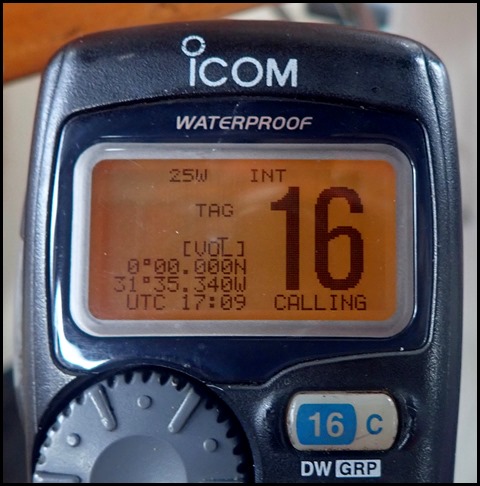 iCOM
WATERPROOF
25W INT
TAG
16
[VOL]
0°00.000N
31°35.340W
UTC 17:09 CALLING
16 C
DW GRP